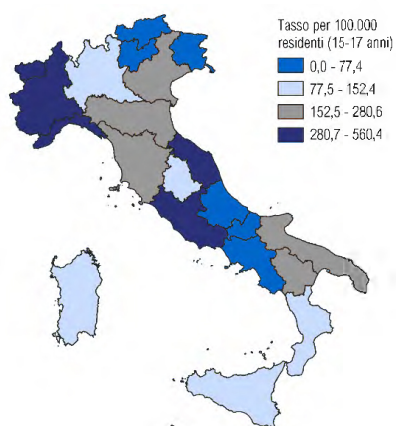 Tasso per 100.000
residenti (15-17 anni)
0,0 - 77,4
77,5 - 152,4
152,5 - 280,6
280,7 - 560,4